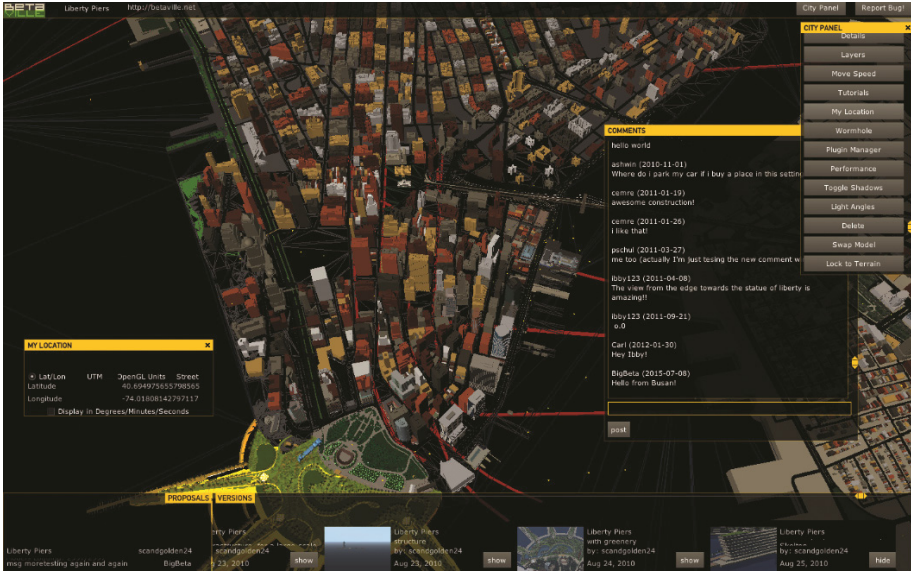 BETA
VILLE
Liberty Piers
http://betaville.net
City Panel
Report Bug!
CITY PANEL
Details
Layers
Move Speed
Tutorials
My Location
Wormhole
Plugin Manager
Performance
Toggle Shadows
Light Angles
Delete
Swap Model
Lock to Terrain
COMMENTS
hello world
ashwin (2010-11-01)
Where do i park my car if i buy a place in this settin
cemre (2011-01-19)
awesome construction!
cemre (2011-01-26)
i like that!
pschul (2011-03-27)
me too (actually I'm just tesing the new comment w
ibby123 (2011-04-08)
The view from the edge towards the statue of liberty is
amazing!!
ibby123 (2011-09-21)
o.0
Carl (2012-01-30)
Hey Ibby!
BigBeta (2015-07-08)
Hello from Busan!
post
MY LOCATION
Lat/Lon UTM OpenGL Units Street
Latitude 40.694975655798565
Longitude -74.01808142797117
Display in Degrees/Minutes/Seconds
PROPOSALS VERSIONS
Liberty Piers scandgolden24
msg moretesting again and again BigBeta
erty Piers
scandgolden24
23, 2010
show
Liberty Piers
structure
by: scandgolden24
Aug 23, 2010
show
Liberty Piers
with greenery
by: scandgolden24
Aug 24, 2010
show
Liberty Piers
by: scandgolden24
Aug 25, 2010
hide